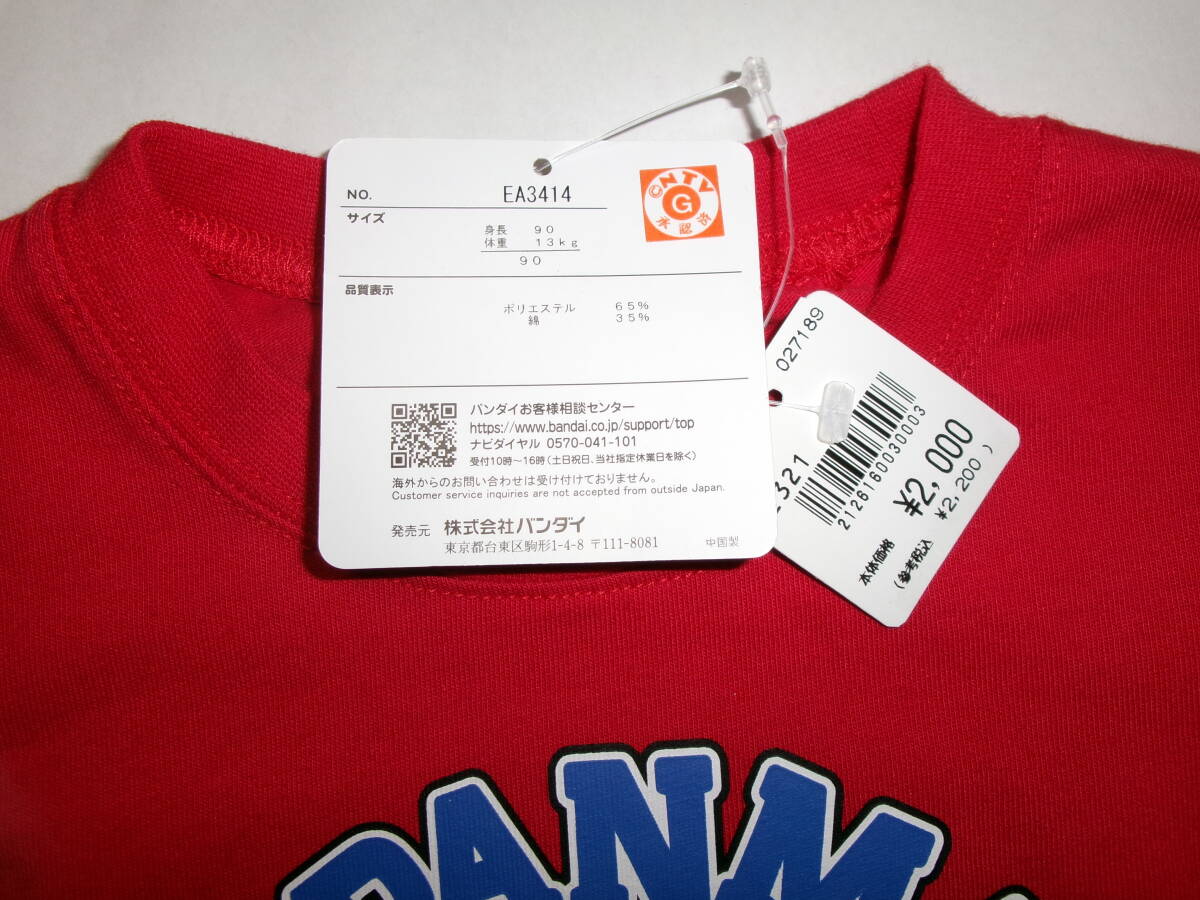 NO. EA3414
サイズ
身長 90
体重 13kg
90
品質表示
ポリエステル 65%
綿 35%
バンダイお客様相談センター
https://www.bandai.co.jp/support/top
ナビダイヤル 0570-041-101
受付10時〜16時(土日祝日、当社指定休業日を除く)
海外からのお問い合わせは受け付けておりません。
Customer service inquiries are not accepted from outside Japan.
発売元 株式会社バンダイ
東京都台東区駒形1-4-8 〒111-8081 中国製
CNTV
G
承認済
027189
321
2126160030003
本体価格 ¥2,000
(参考税込 ¥2,200)
PANM